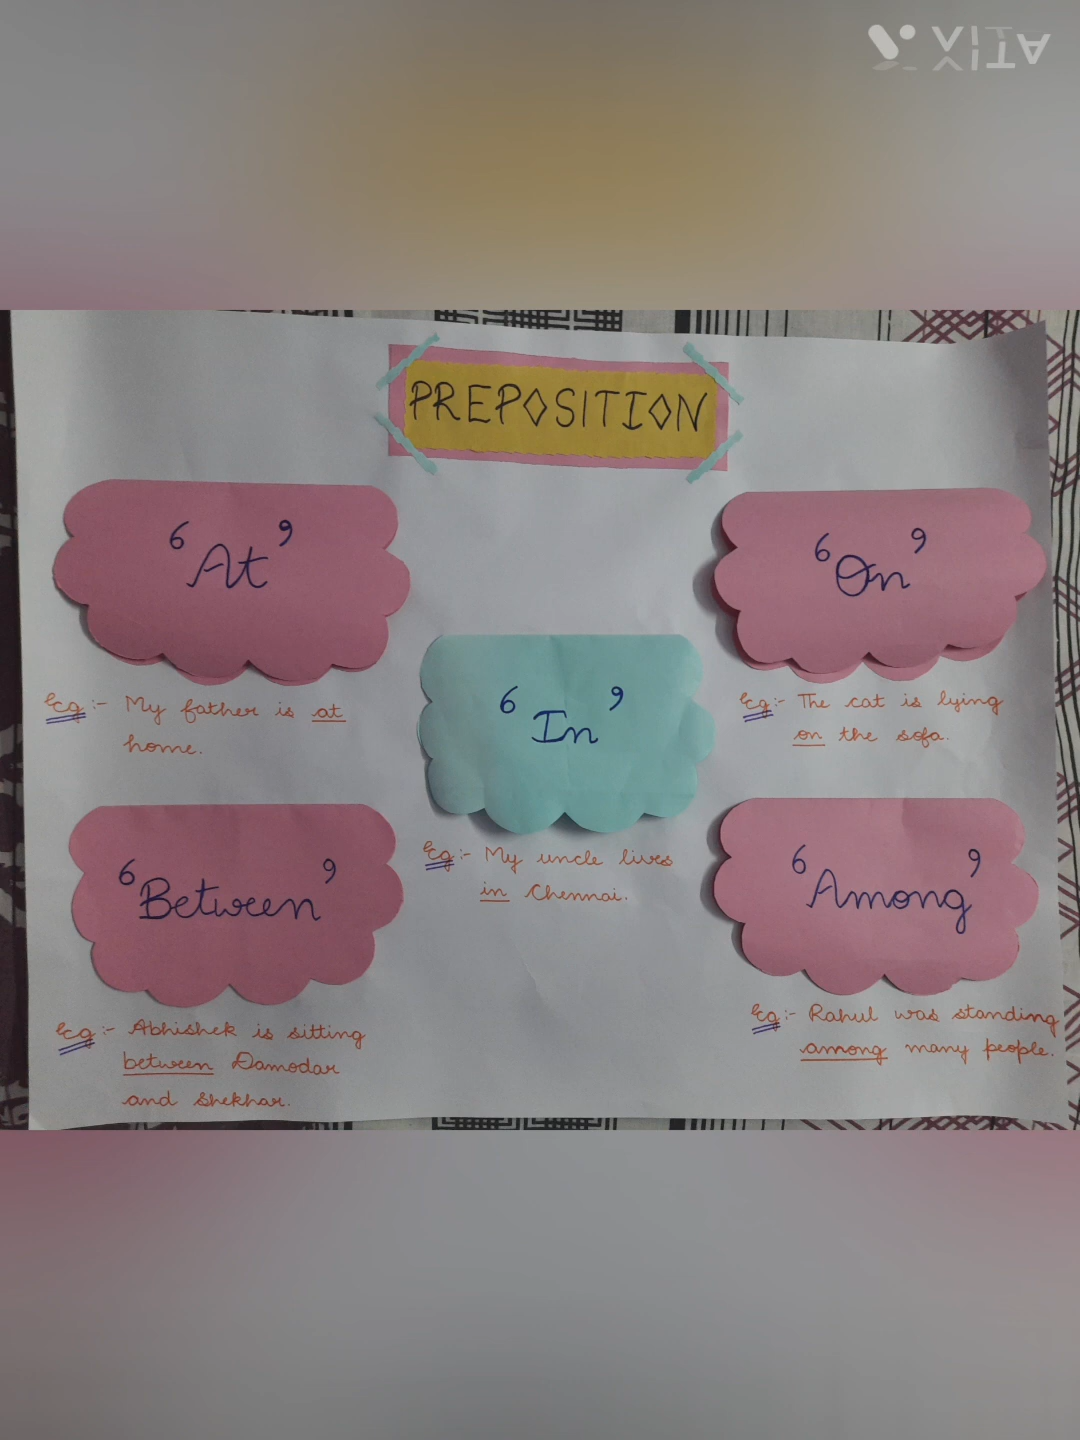 VITA
PREPOSITION
‘At’
Eg :- My father is at
home.
‘On’
Eg :- The cat is lying
on the sofa.
‘In’
Eg :- My uncle lives
in Chennai.
‘Between’
Eg :- Abhishek is sitting
between Damodar
and Shekhar.
‘Among’
Eg :- Rahul was standing
among many people.